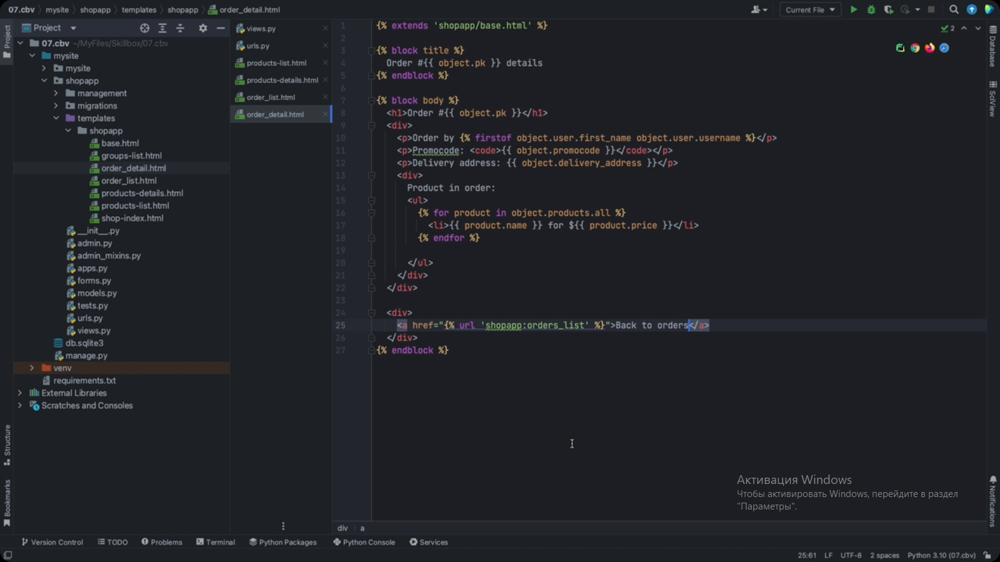 07.cbv mysite shopapp templates shopapp order_detail.html
Current File
Project
07.cbv ~/MyFiles/Skillbox/07.cbv
mysite
mysite
shopapp
management
migrations
templates
shopapp
base.html
groups-list.html
order_detail.html
order_list.html
products-details.html
products-list.html
shop-index.html
__init__.py
admin.py
admin_mixins.py
apps.py
forms.py
models.py
tests.py
urls.py
views.py
db.sqlite3
manage.py
venv
requirements.txt
External Libraries
Scratches and Consoles
Project
Structure
Bookmarks
views.py
urls.py
products-list.html
products-details.html
order_list.html
order_detail.html
1 {% extends 'shopapp/base.html' %}
2
3 {% block title %}
4 Order #{{ object.pk }} details
5 {% endblock %}
6
7 {% block body %}
8 <h1>Order #{{ object.pk }}</h1>
9 <div>
10 <p>Order by {% firstof object.user.first_name object.user.username %}</p>
11 <p>Promocode: <code>{{ object.promocode }}</code></p>
12 <p>Delivery address: {{ object.delivery_address }}</p>
13 <div>
14 Product in order:
15 <ul>
16 {% for product in object.products.all %}
17 <li>{{ product.name }} for ${{ product.price }}</li>
18 {% endfor %}
19
20 </ul>
21 </div>
22 </div>
23
24 <div>
25 <a href="{% url 'shopapp:orders_list' %}">Back to orders</a>
26 </div>
27 {% endblock %}
2
Database
SciView
Notifications
Активация Windows
Чтобы активировать Windows, перейдите в раздел
"Параметры".
div a
Version Control TODO Problems Terminal Python Packages Python Console Services
25:61 LF UTF-8 2 spaces Python 3.10 (07.cbv)